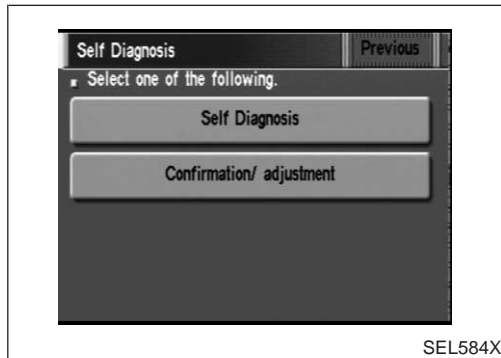 Self Diagnosis
Previous
Select one of the following.
Self Diagnosis
Confirmation/ adjustment
SEL584X